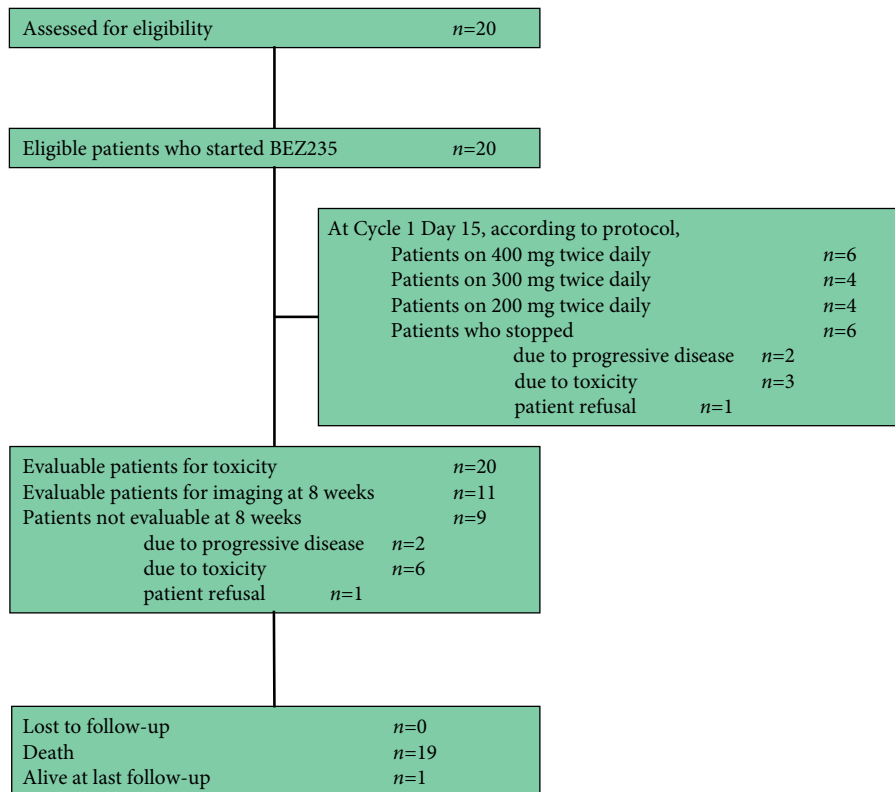 Assessed for eligibility n=20
Eligible patients who started BEZ235 n=20
At Cycle 1 Day 15, according to protocol,
Patients on 400 mg twice daily n=6
Patients on 300 mg twice daily n=4
Patients on 200 mg twice daily n=4
Patients who stopped n=6
due to progressive disease n=2
due to toxicity n=3
patient refusal n=1
Evaluable patients for toxicity n=20
Evaluable patients for imaging at 8 weeks n=11
Patients not evaluable at 8 weeks n=9
due to progressive disease n=2
due to toxicity n=6
patient refusal n=1
Lost to follow-up n=0
Death n=19
Alive at last follow-up n=1